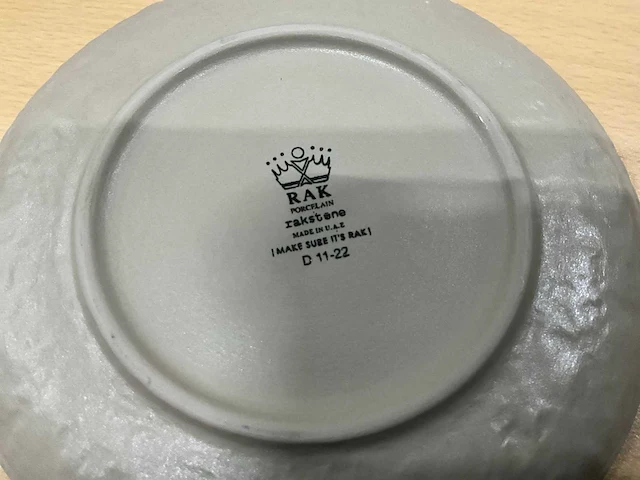 RAK
PORCELAIN
rakstone
MADE IN U.A.E
! MAKE SURE IT'S RAK !
D 11-22